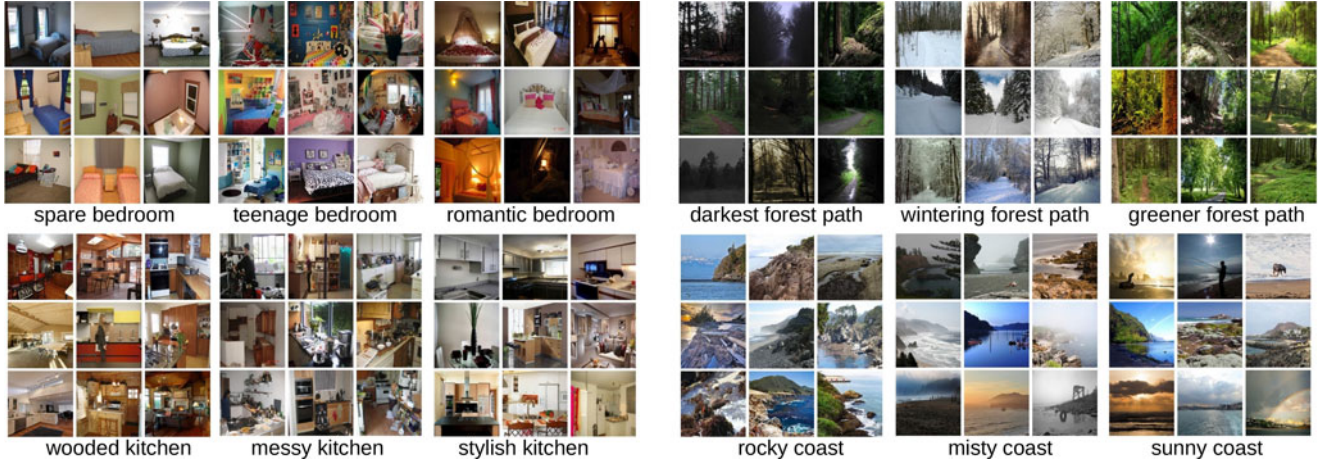 spare bedroom
teenage bedroom
romantic bedroom
darkest forest path
wintering forest path
greener forest path
wooded kitchen
messy kitchen
stylish kitchen
rocky coast
misty coast
sunny coast